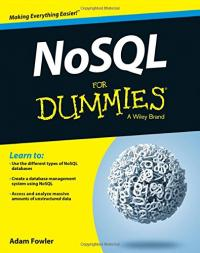 Making Everything Easier!™
NoSQL
FOR
DUMMIES®
A Wiley Brand
Learn to:
• Use the different types of NoSQL
databases
• Create a database management
system using NoSQL
• Access and analyze massive
amounts of unstructured data
Adam Fowler